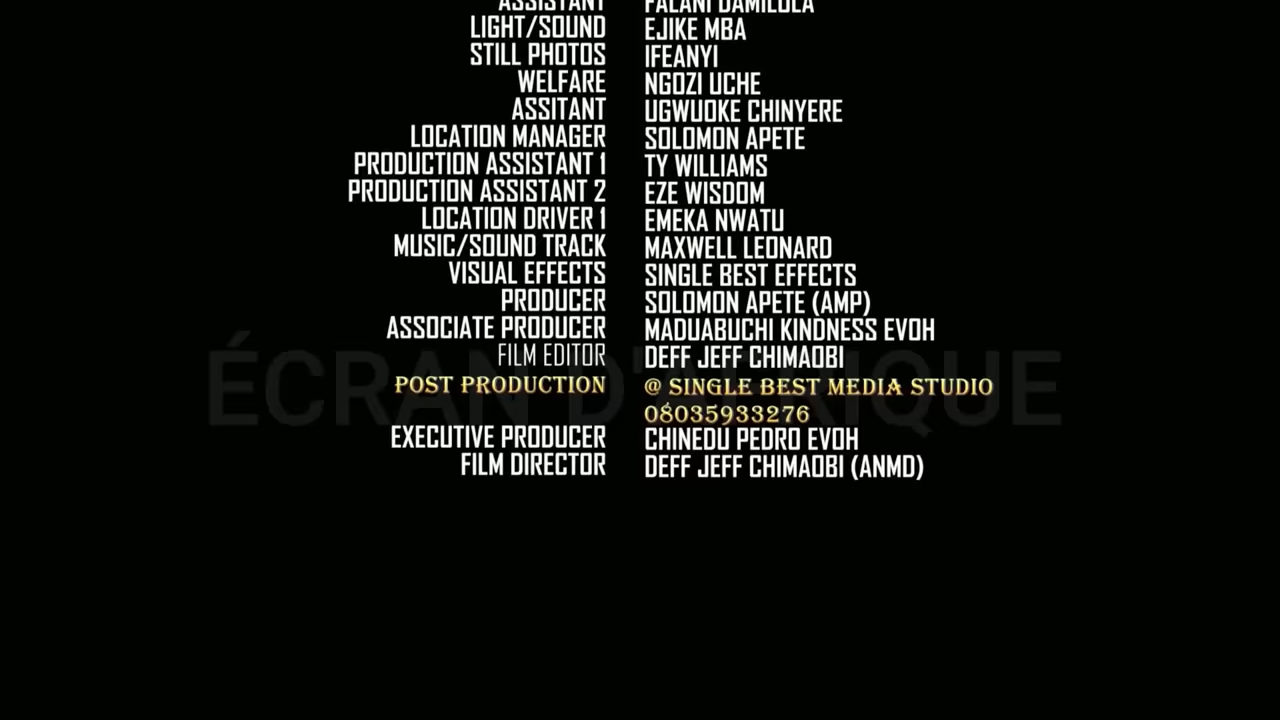 ASSISTANT FALANI DAMILOLA
LIGHT/SOUND EJIKE MBA
STILL PHOTOS IFEANYI
WELFARE NGOZI UCHE
ASSITANT UGWUOKE CHINYERE
LOCATION MANAGER SOLOMON APETE
PRODUCTION ASSISTANT 1 TY WILLIAMS
PRODUCTION ASSISTANT 2 EZE WISDOM
LOCATION DRIVER 1 EMEKA NWATU
MUSIC/SOUND TRACK MAXWELL LEONARD
VISUAL EFFECTS SINGLE BEST EFFECTS
PRODUCER SOLOMON APETE (AMP)
ASSOCIATE PRODUCER MADUABUCHI KINDNESS EVOH
FILM EDITOR DEFF JEFF CHIMAOBI
POST PRODUCTION @ SINGLE BEST MEDIA STUDIO
08035933276
EXECUTIVE PRODUCER CHINEDU PEDRO EVOH
FILM DIRECTOR DEFF JEFF CHIMAOBI (ANMD)
ÉCRAN D'AFRIQUE